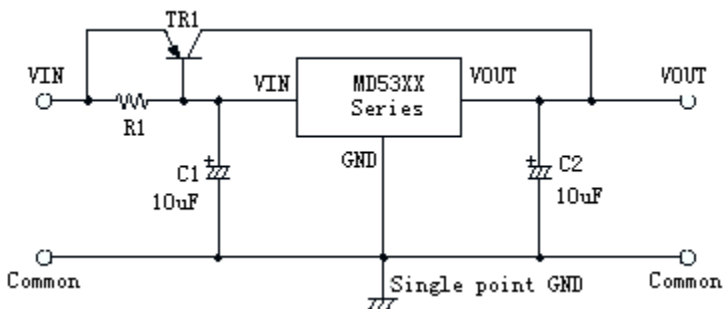 TR1
VIN
R1
VIN
MD53XX
Series
VOUT
VOUT
GND
C1
10uF
C2
10uF
Common
Single point GND
Common